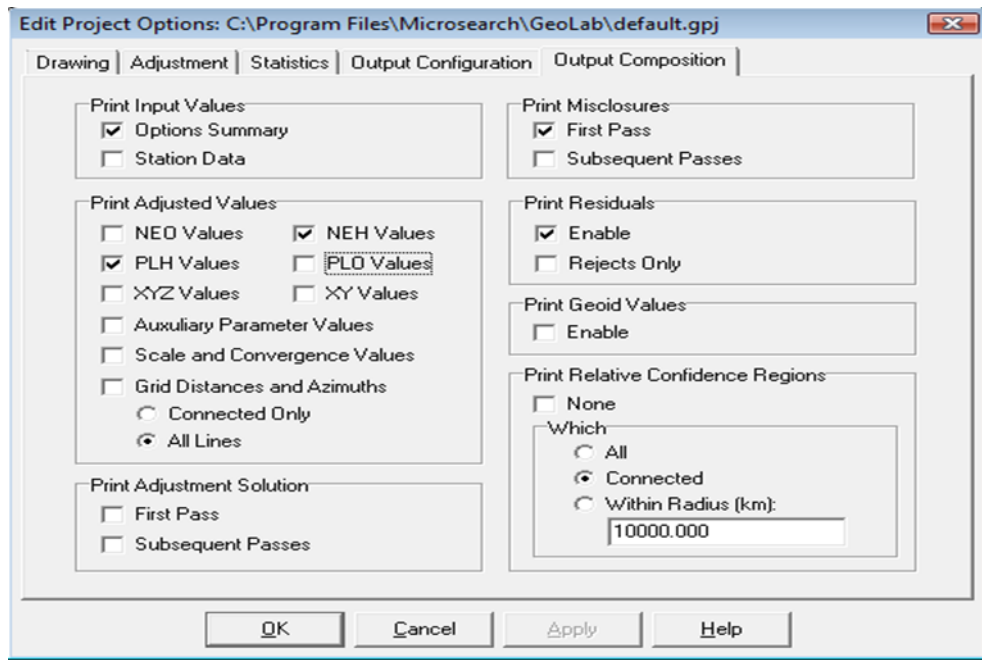 Edit Project Options: C:\Program Files\Microsearch\GeoLab\default.gpj
Drawing Adjustment Statistics Output Configuration Output Composition
Print Input Values
Options Summary
Station Data
Print Adjusted Values
NEO Values NEH Values
PLH Values PLO Values
XYZ Values XY Values
Auxuliary Parameter Values
Scale and Convergence Values
Grid Distances and Azimuths
Connected Only
All Lines
Print Adjustment Solution
First Pass
Subsequent Passes
Print Misclosures
First Pass
Subsequent Passes
Print Residuals
Enable
Rejects Only
Print Geoid Values
Enable
Print Relative Confidence Regions
None
Which
All
Connected
Within Radius (km):
10000.000
OK Cancel Apply Help